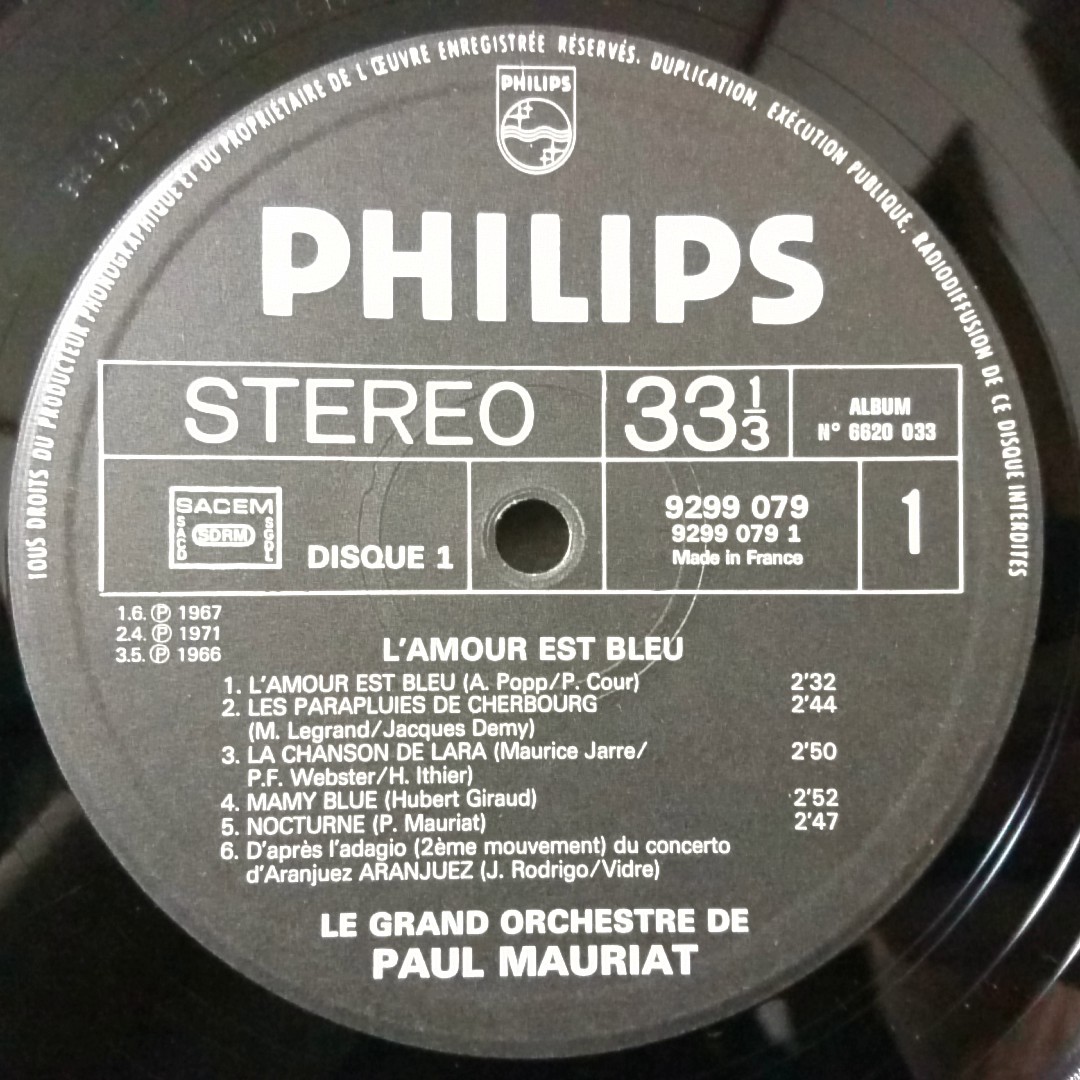 TOUS DROITS DU PRODUCTEUR PHONOGRAPHIQUE ET DU PROPRIÉTAIRE DE L'ŒUVRE ENREGISTRÉE RÉSERVÉS. DUPLICATION, EXÉCUTION PUBLIQUE, RADIODIFFUSION DE CE DISQUE INTERDITES
PHILIPS
PHILIPS
STEREO
33 1/3
ALBUM
N° 6620 033
SACEM
SACD
SDRM
SGDL
DISQUE 1
9299 079
9299 079 1
Made in France
1
1.6. ℗ 1967
2.4. ℗ 1971
3.5. ℗ 1966
L'AMOUR EST BLEU
1. L'AMOUR EST BLEU (A. Popp/P. Cour) 2'32
2. LES PARAPLUIES DE CHERBOURG 2'44
(M. Legrand/Jacques Demy)
3. LA CHANSON DE LARA (Maurice Jarre/ 2'50
P.F. Webster/H. Ithier)
4. MAMY BLUE (Hubert Giraud) 2'52
5. NOCTURNE (P. Mauriat) 2'47
6. D'après l'adagio (2ème mouvement) du concerto
d'Aranjuez ARANJUEZ (J. Rodrigo/Vidre)
LE GRAND ORCHESTRE DE
PAUL MAURIAT